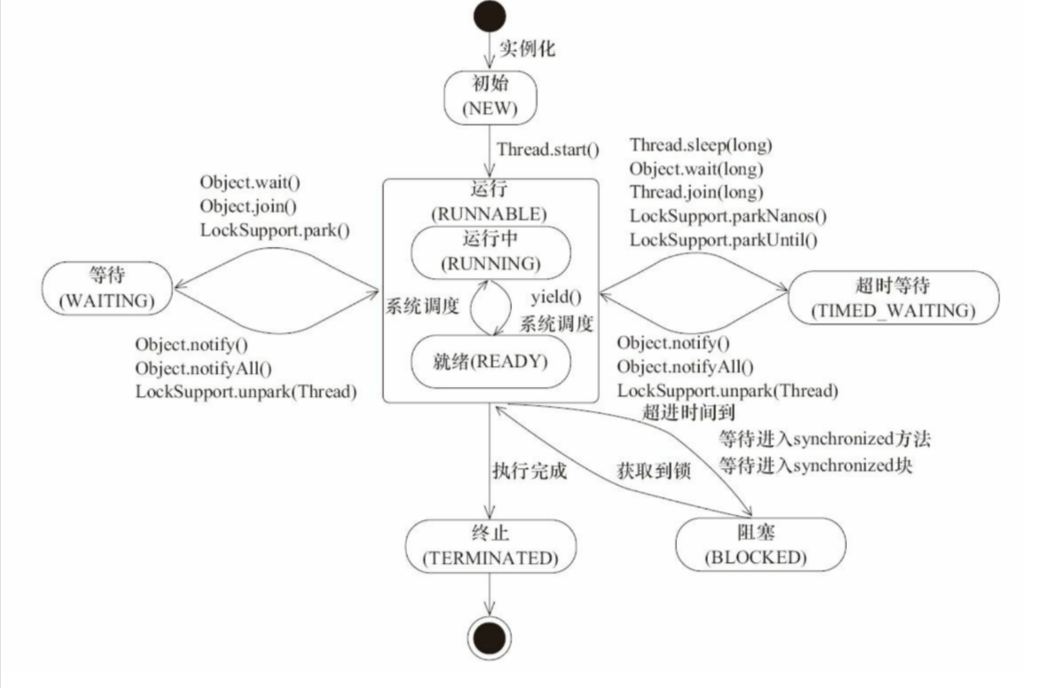 实例化
初始
(NEW)
Thread.start()
Object.wait()
Object.join()
LockSupport.park()
Thread.sleep(long)
Object.wait(long)
Thread.join(long)
LockSupport.parkNanos()
LockSupport.parkUntil()
运行
(RUNNABLE)
运行中
(RUNNING)
等待
(WAITING)
超时等待
(TIMED_WAITING)
系统调度
yield()
系统调度
就绪(READY)
Object.notify()
Object.notifyAll()
LockSupport.unpark(Thread)
Object.notify()
Object.notifyAll()
LockSupport.unpark(Thread)
超进时间到
等待进入synchronized方法
等待进入synchronized块
执行完成
获取到锁
终止
(TERMINATED)
阻塞
(BLOCKED)